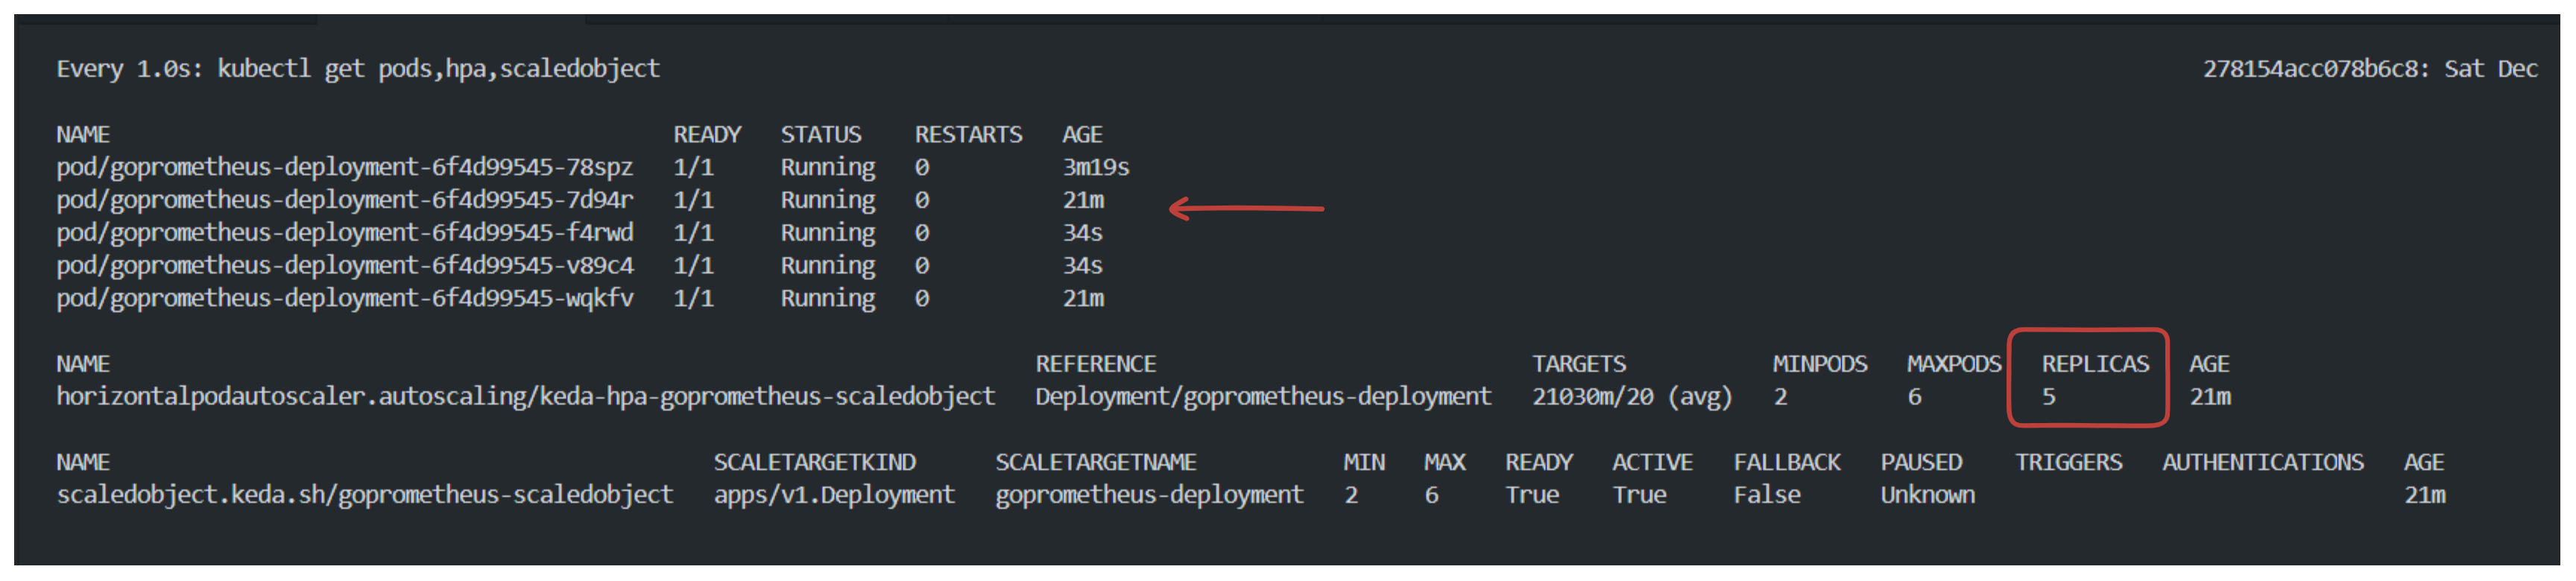 Every 1.0s: kubectl get pods,hpa,scaledobject 278154acc078b6c8: Sat Dec
NAME READY STATUS RESTARTS AGE
pod/goprometheus-deployment-6f4d99545-78spz 1/1 Running 0 3m19s
pod/goprometheus-deployment-6f4d99545-7d94r 1/1 Running 0 21m
pod/goprometheus-deployment-6f4d99545-f4rwd 1/1 Running 0 34s
pod/goprometheus-deployment-6f4d99545-v89c4 1/1 Running 0 34s
pod/goprometheus-deployment-6f4d99545-wqkfv 1/1 Running 0 21m
NAME REFERENCE TARGETS MINPODS MAXPODS REPLICAS AGE
horizontalpodautoscaler.autoscaling/keda-hpa-goprometheus-scaledobject Deployment/goprometheus-deployment 21030m/20 (avg) 2 6 5 21m
NAME SCALETARGETKIND SCALETARGETNAME MIN MAX READY ACTIVE FALLBACK PAUSED TRIGGERS AUTHENTICATIONS AGE
scaledobject.keda.sh/goprometheus-scaledobject apps/v1.Deployment goprometheus-deployment 2 6 True True False Unknown 21m